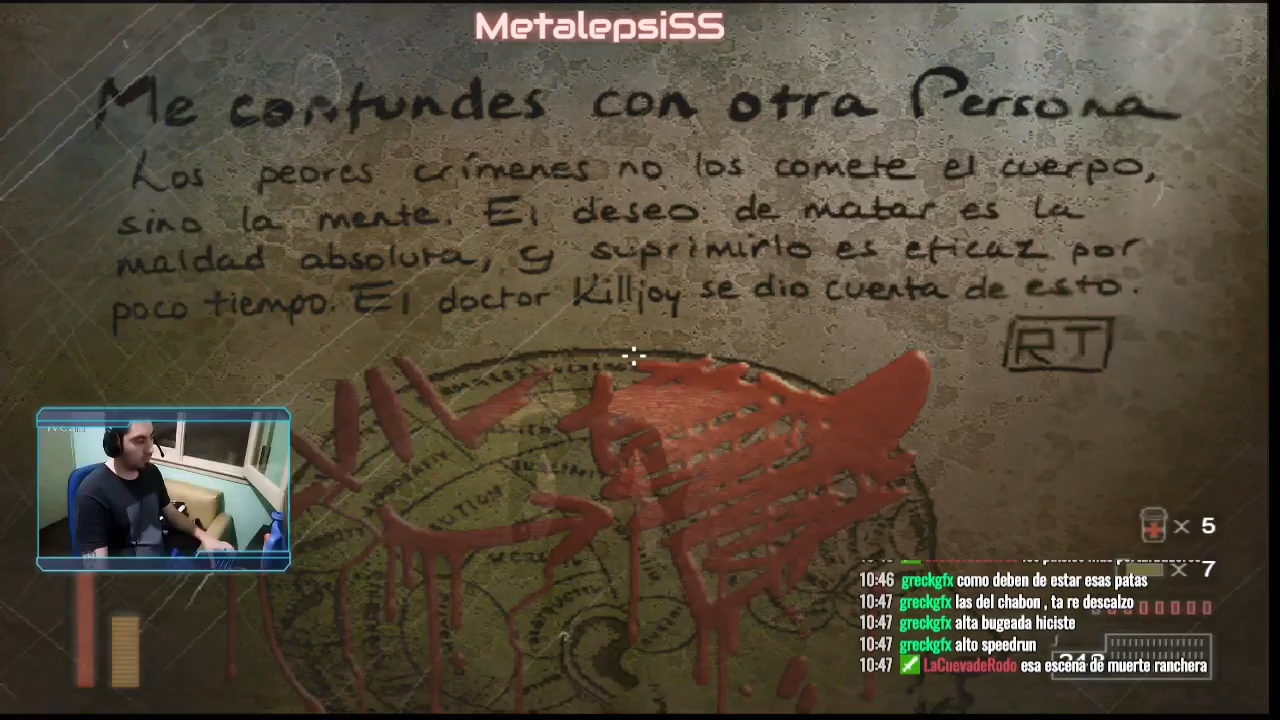 MetalepsiSS
Me confundes con otra Persona
Los peores crímenes no los comete el cuerpo,
sino la mente. El deseo de matar es la
maldad absoluta, y suprimirlo es eficaz por
poco tiempo. El doctor Killjoy se dio cuenta de esto.
RT
CAUTION
x 5
x 7
10:46 greckgfx como deben de estar esas patas
10:47 greckgfx las del chabon , ta re descalzo
10:47 greckgfx alta bugeada hiciste
10:47 greckgfx alto speedrun
10:47 LaCuevadeRodo esa escena de muerte ranchera